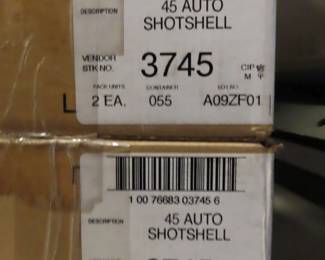 DESCRIPTION
45 AUTO
SHOTSHELL
VENDOR
STK NO.
3745
C/P
M
PACK UNITS
CONTAINER
LOT NO.
2 EA.
055
A09ZF01
L
1 00 76683 03745 6
DESCRIPTION
45 AUTO
SHOTSHELL